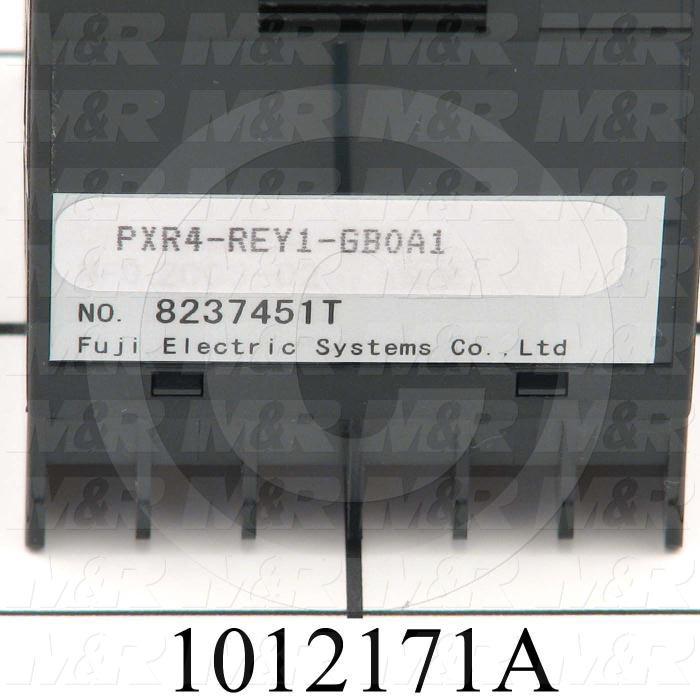 PXR4-REY1-GB0A1
NO. 8237451T
Fuji Electric Systems Co.,Ltd
1012171A
M&R